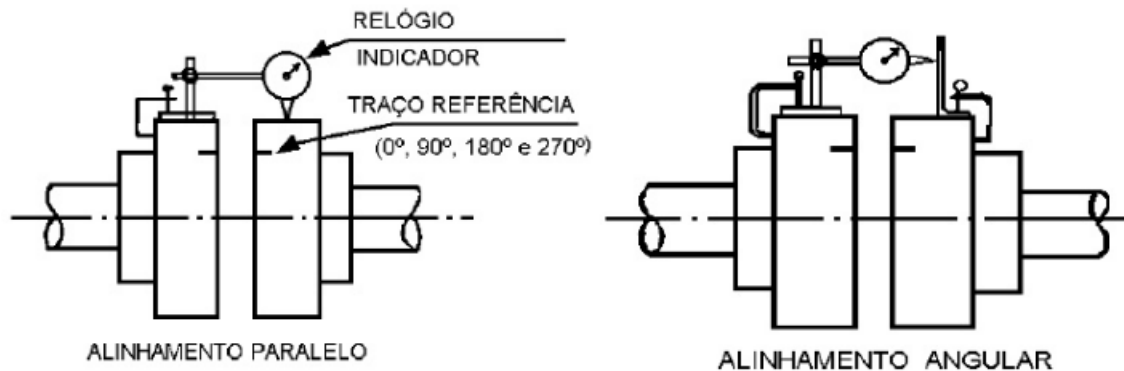 RELÓGIO
INDICADOR
TRAÇO REFERÊNCIA
(0º, 90º, 180º e 270º)
ALINHAMENTO PARALELO
ALINHAMENTO ANGULAR